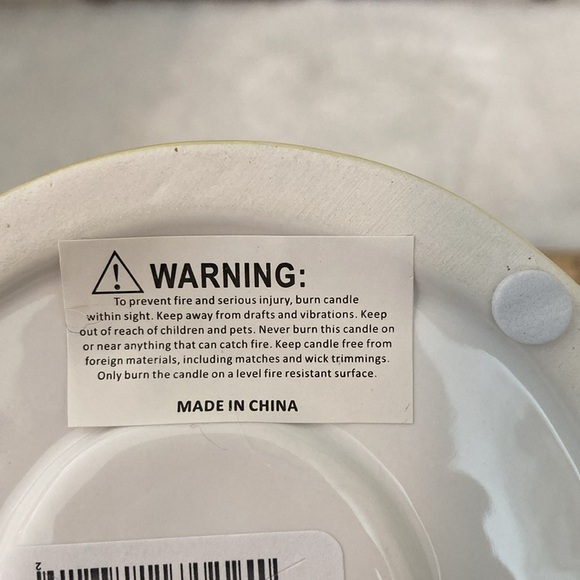 WARNING:
To prevent fire and serious injury, burn candle
within sight. Keep away from drafts and vibrations. Keep
out of reach of children and pets. Never burn this candle on
or near anything that can catch fire. Keep candle free from
foreign materials, including matches and wick trimmings.
Only burn the candle on a level fire resistant surface.
MADE IN CHINA
2